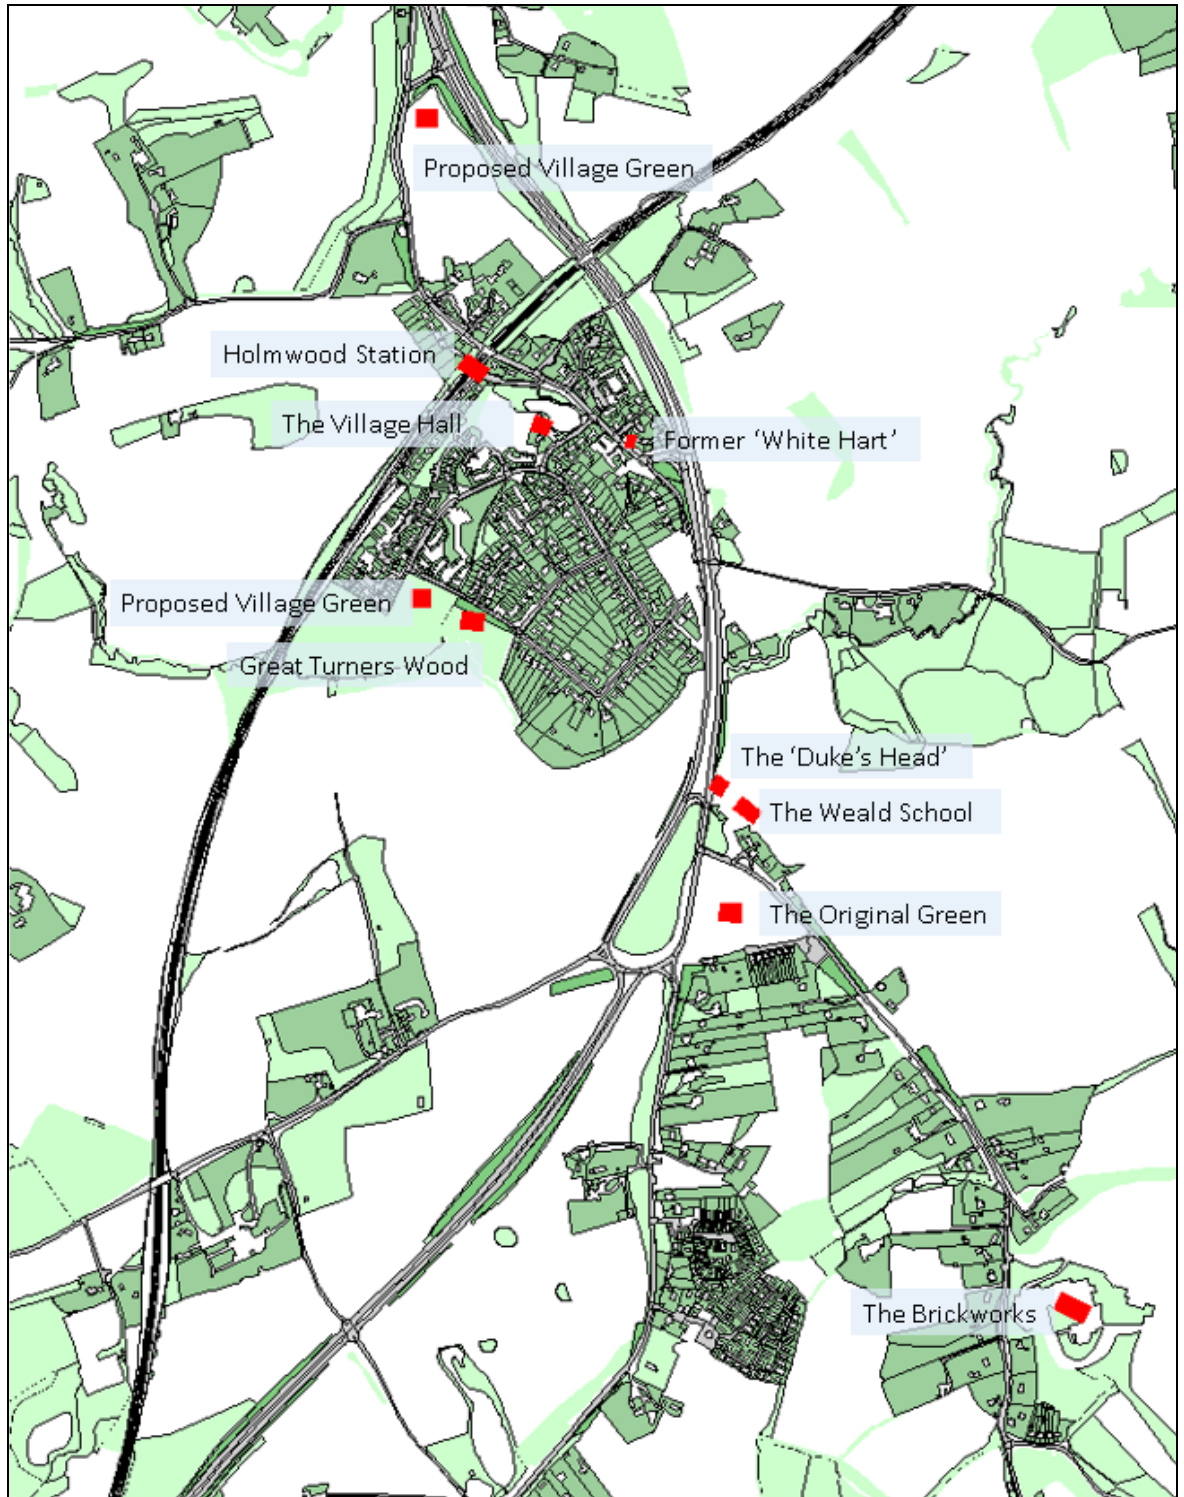 Proposed Village Green
Holmwood Station
The Village Hall
Former ‘White Hart’
Proposed Village Green
Great Turners Wood
The ‘Duke’s Head’
The Weald School
The Original Green
The Brickworks